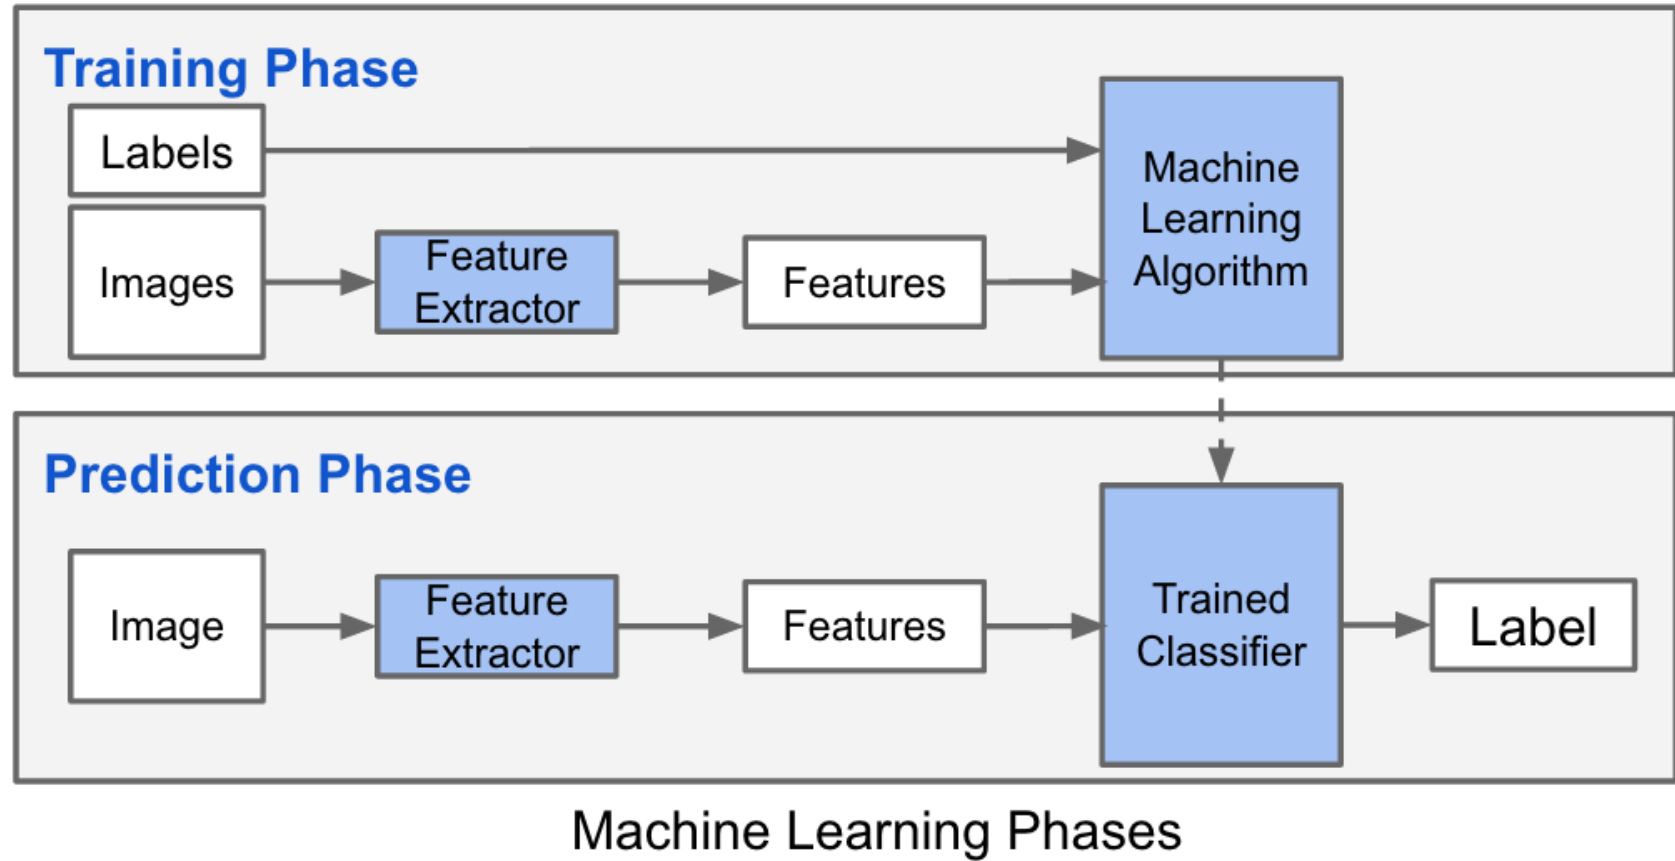 Training Phase
Labels
Images
Feature
Extractor
Features
Machine
Learning
Algorithm
Prediction Phase
Image
Feature
Extractor
Features
Trained
Classifier
Label
Machine Learning Phases